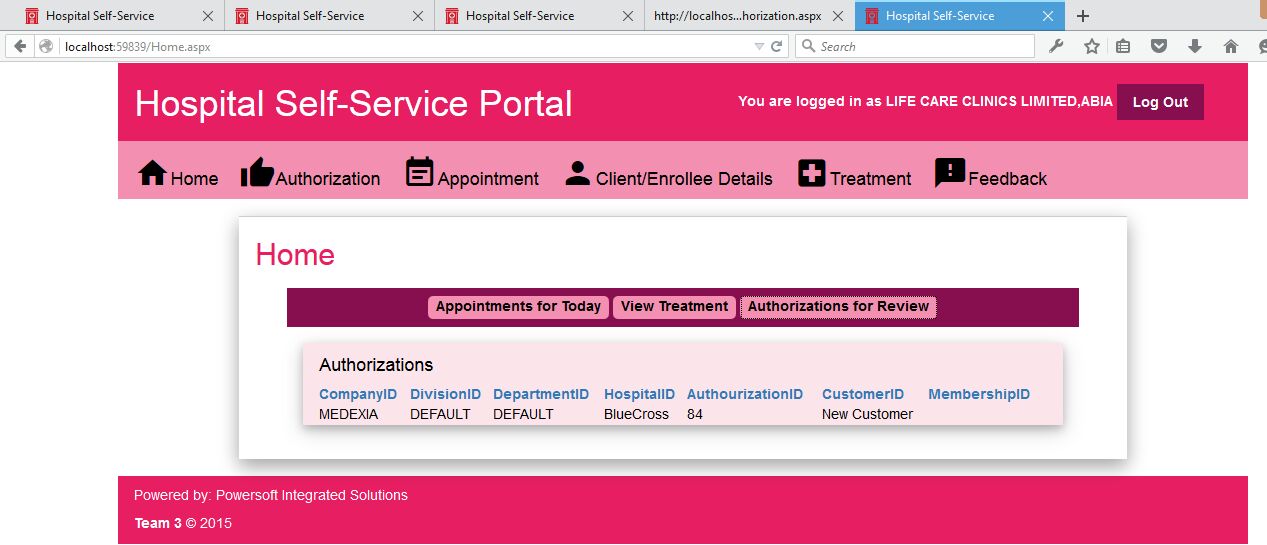 Hospital Self-Service Hospital Self-Service Hospital Self-Service http://localhos...horization.aspx Hospital Self-Service
localhost:59839/Home.aspx Search
Hospital Self-Service Portal You are logged in as LIFE CARE CLINICS LIMITED,ABIA Log Out
Home Authorization Appointment Client/Enrollee Details Treatment Feedback
Home
Appointments for Today View Treatment Authorizations for Review
Authorizations
CompanyID DivisionID DepartmentID HospitalID AuthourizationID CustomerID MembershipID
MEDEXIA DEFAULT DEFAULT BlueCross 84 New Customer
Powered by: Powersoft Integrated Solutions
Team 3 © 2015